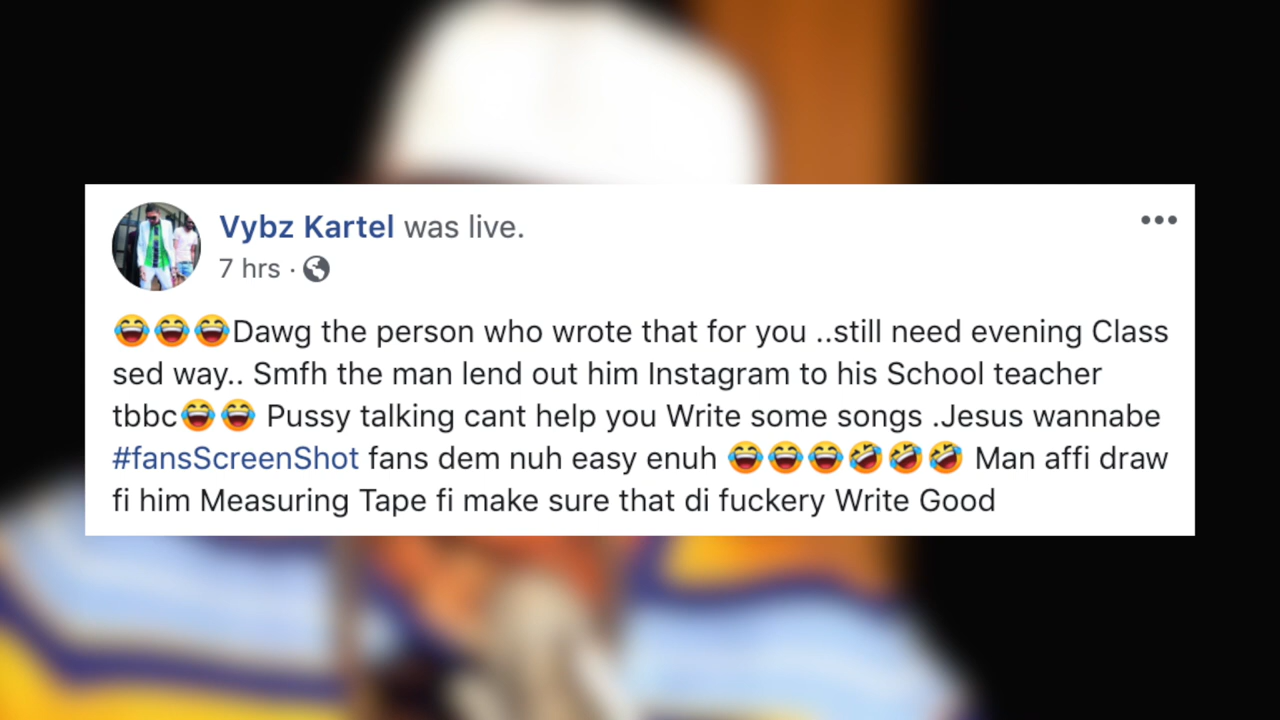 Vybz Kartel was live.
7 hrs ·
😂😂😂Dawg the person who wrote that for you ..still need evening Class
sed way.. Smfh the man lend out him Instagram to his School teacher
tbbc😂😂 Pussy talking cant help you Write some songs .Jesus wannabe
#fansScreenShot fans dem nuh easy enuh 😂😂😂🤣🤣🤣 Man affi draw
fi him Measuring Tape fi make sure that di fuckery Write Good